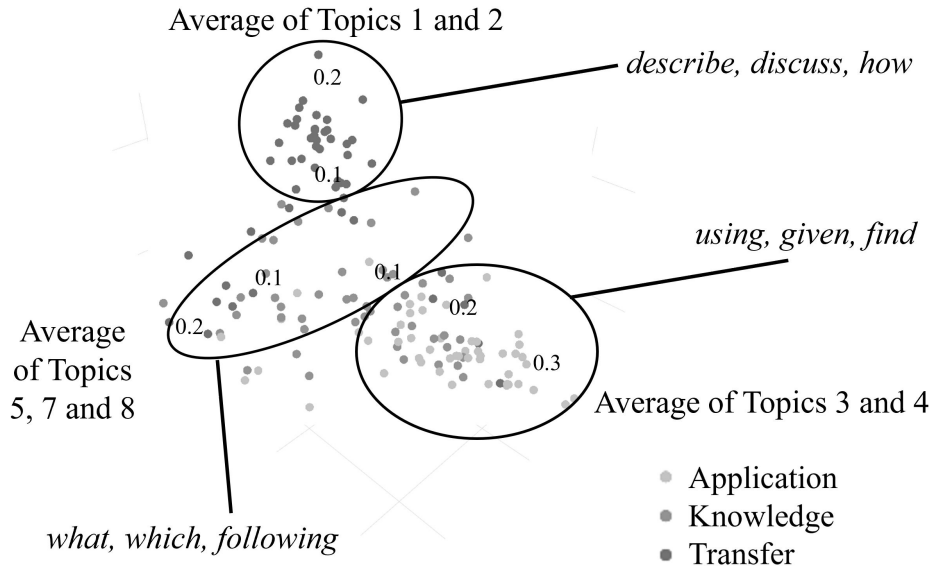 Average of Topics 1 and 2
0.2
describe, discuss, how
0.1
using, given, find
0.1
0.1
0.2
0.2
Average
of Topics
5, 7 and 8
0.3
Average of Topics 3 and 4
Application
Knowledge
Transfer
what, which, following